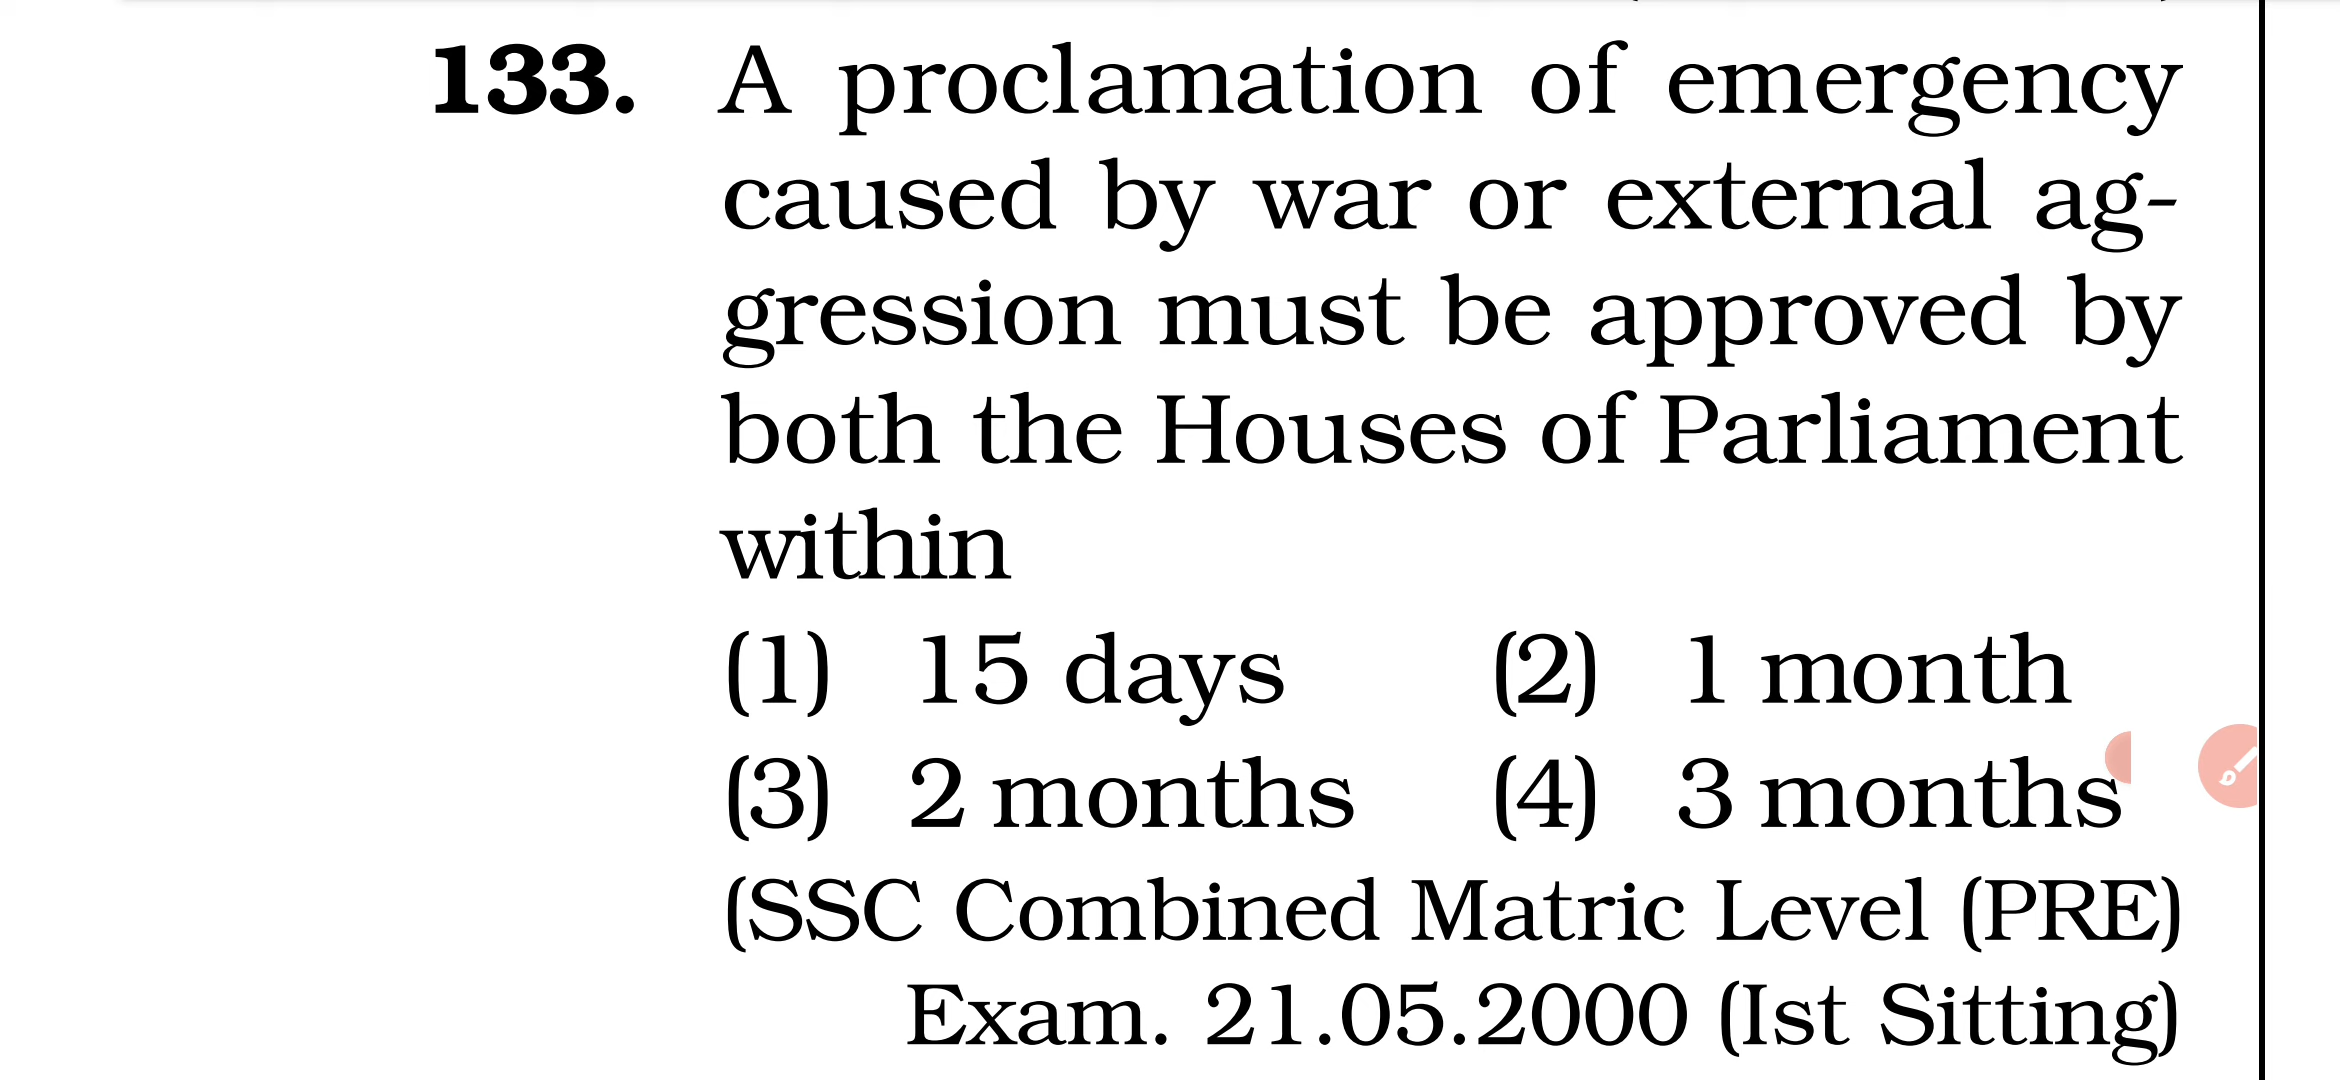 133. A proclamation of emergency
caused by war or external ag-
gression must be approved by
both the Houses of Parliament
within
(1) 15 days (2) 1 month
(3) 2 months (4) 3 months
(SSC Combined Matric Level (PRE)
Exam. 21.05.2000 (Ist Sitting)